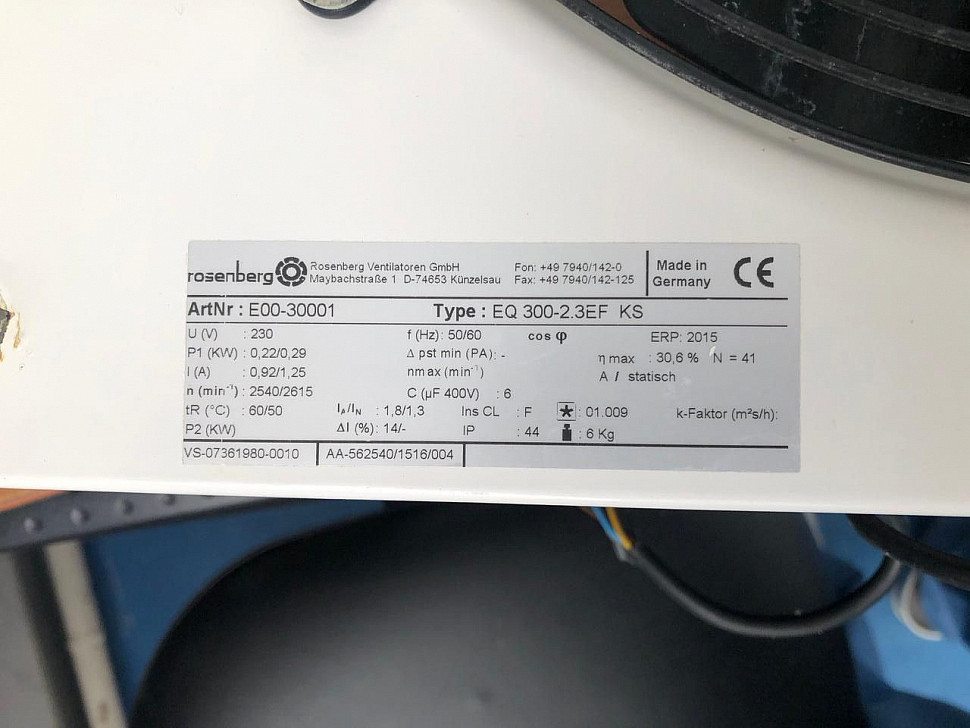 rosenberg Rosenberg Ventilatoren GmbH Fon: +49 7940/142-0 Made in CE
Maybachstraße 1 D-74653 Künzelsau Fax: +49 7940/142-125 Germany
ArtNr : E00-30001 Type : EQ 300-2.3EF KS
U (V) : 230 f (Hz) : 50/60 cos φ ERP: 2015
P1 (KW) : 0,22/0,29 Δ pst min (PA): - η max : 30,6 % N = 41
I (A) : 0,92/1,25 nmax (min⁻¹) A / statisch
n (min⁻¹) : 2540/2615 C (µF 400V) : 6
tR (°C) : 60/50 I_A/I_N : 1,8/1,3 Ins CL : F * : 01.009 k-Faktor (m²s/h):
P2 (KW) ΔI (%): 14/- IP : 44 : 6 Kg
VS-07361980-0010 AA-562540/1516/004